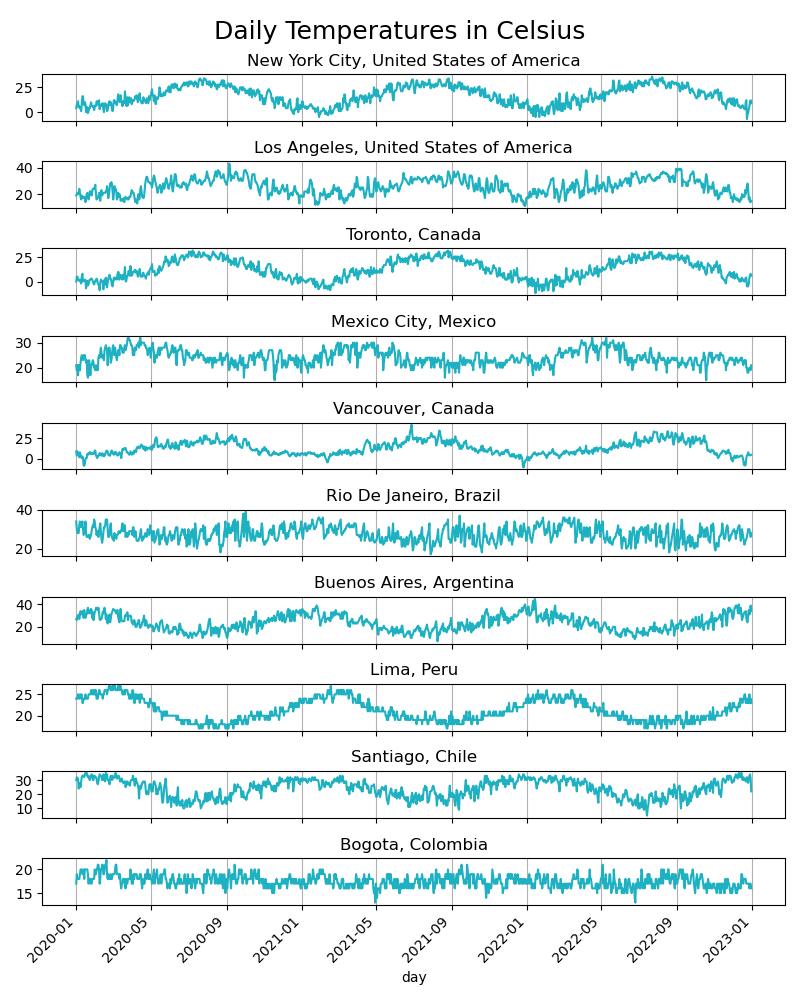 Daily Temperatures in Celsius
New York City, United States of America
25
0
Los Angeles, United States of America
40
20
Toronto, Canada
25
0
Mexico City, Mexico
30
20
Vancouver, Canada
25
0
Rio De Janeiro, Brazil
40
20
Buenos Aires, Argentina
40
20
Lima, Peru
25
20
Santiago, Chile
30
20
10
Bogota, Colombia
20
15
2020-01 2020-05 2020-09 2021-01 2021-05 2021-09 2022-01 2022-05 2022-09 2023-01
day